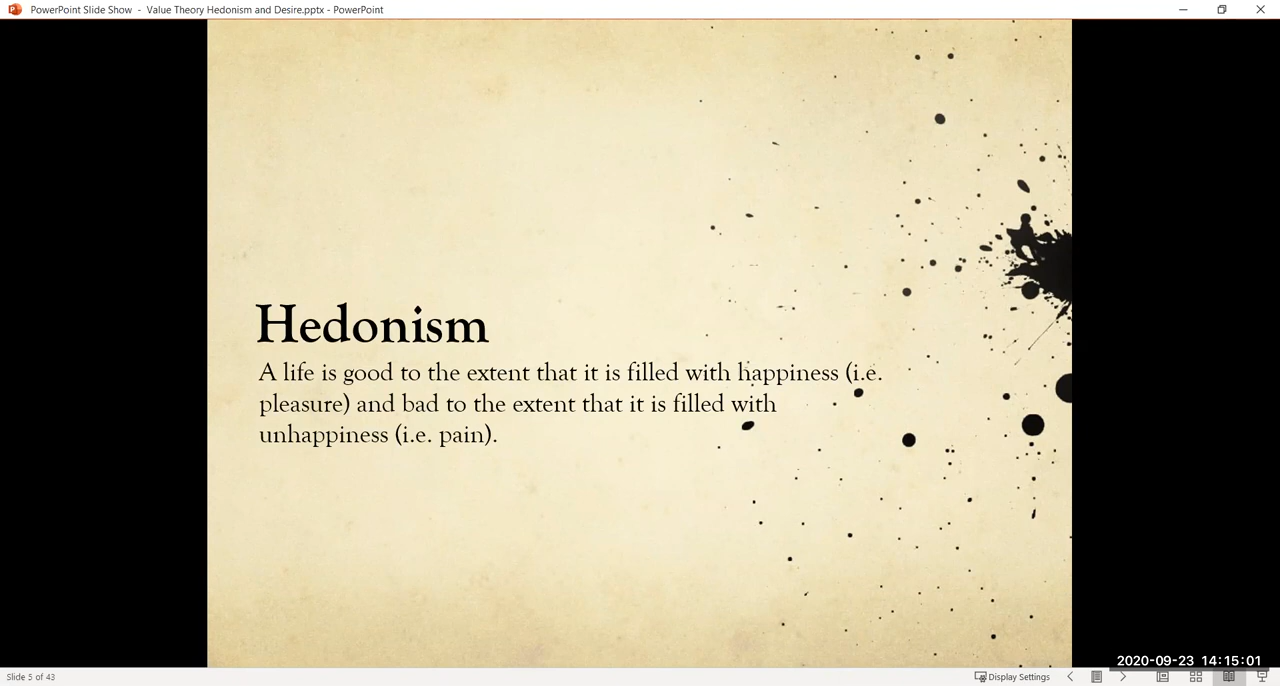 PowerPoint Slide Show - Value Theory Hedonism and Desire.pptx - PowerPoint
Hedonism
A life is good to the extent that it is filled with happiness (i.e.
pleasure) and bad to the extent that it is filled with
unhappiness (i.e. pain).
2020-09-23 14:15:01
Slide 5 of 43
Display Settings